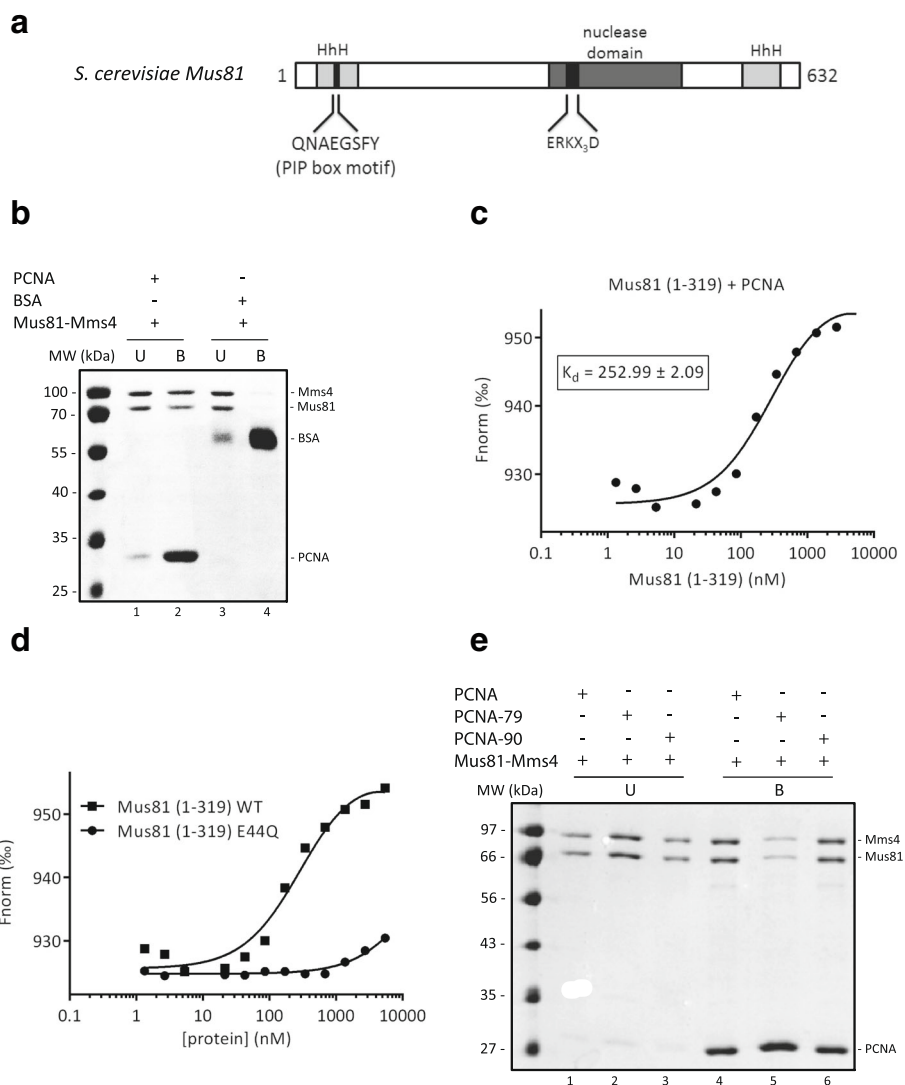 a
S. cerevisiae Mus81
1
HhH
nuclease
domain
HhH
632
QNAEGSFY
(PIP box motif)
ERKX₃D
b
PCNA + -
BSA - +
Mus81-Mms4 + +
MW (kDa) U B U B
100 -
70 -
55 -
40 -
35 -
25 -
- Mms4
- Mus81
- BSA
- PCNA
1 2 3 4
c
Mus81 (1-319) + PCNA
Kd = 252.99 ± 2.09
Fnorm (‰)
950
940
930
0.1 1 10 100 1000 10000
Mus81 (1-319) (nM)
d
Mus81 (1-319) WT
Mus81 (1-319) E44Q
Fnorm (‰)
950
940
930
0.1 1 10 100 1000 10000
[protein] (nM)
e
PCNA + - - + - -
PCNA-79 - + - - + -
PCNA-90 - - + - - +
Mus81-Mms4 + + + + + +
MW (kDa) U B
97 -
66 -
56 -
43 -
35 -
27 -
- Mms4
- Mus81
- PCNA
1 2 3 4 5 6